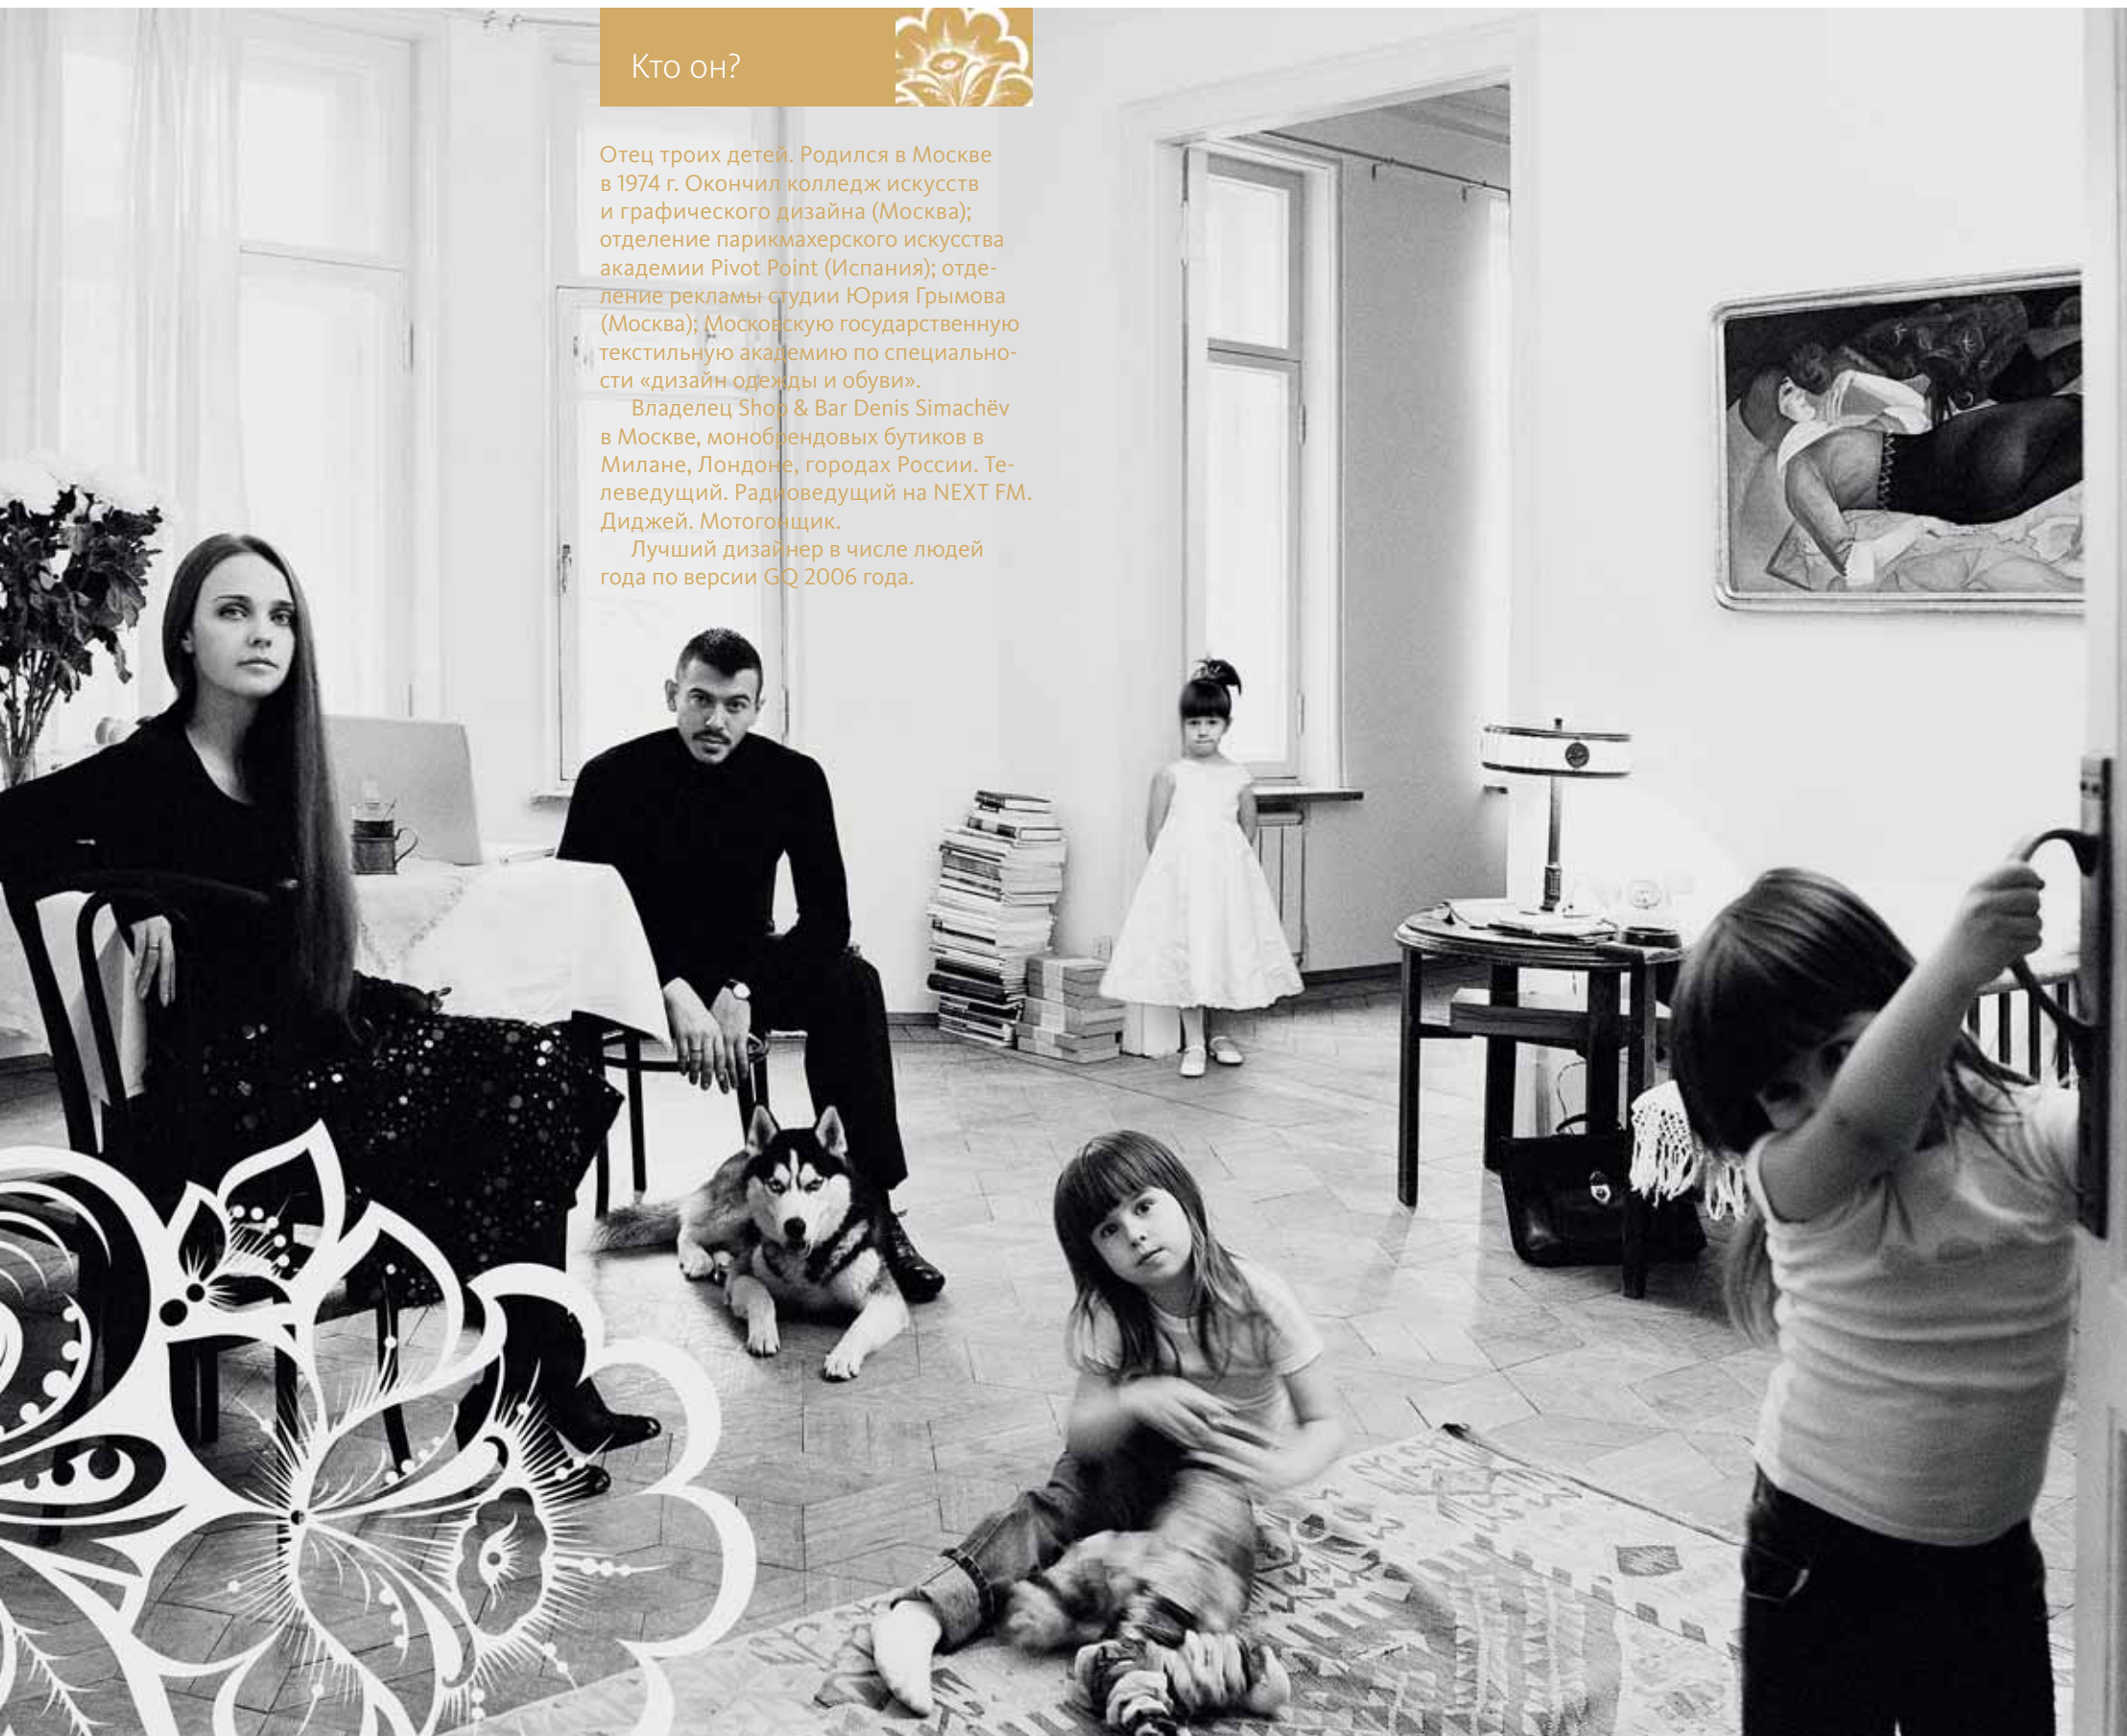 Кто он?
Отец троих детей. Родился в Москве
в 1974 г. Окончил колледж искусств
и графического дизайна (Москва);
отделение парикмахерского искусства
академии Pivot Point (Испания); отде-
ление рекламы студии Юрия Грымова
(Москва); Московскую государственную
текстильную академию по специально-
сти «дизайн одежды и обуви».
Владелец Shop & Bar Denis Simachёv
в Москве, монобрендовых бутиков в
Милане, Лондоне, городах России. Те-
леведущий. Радиоведущий на NEXT FM.
Диджей. Мотогонщик.
Лучший дизайнер в числе людей
года по версии GQ 2006 года.